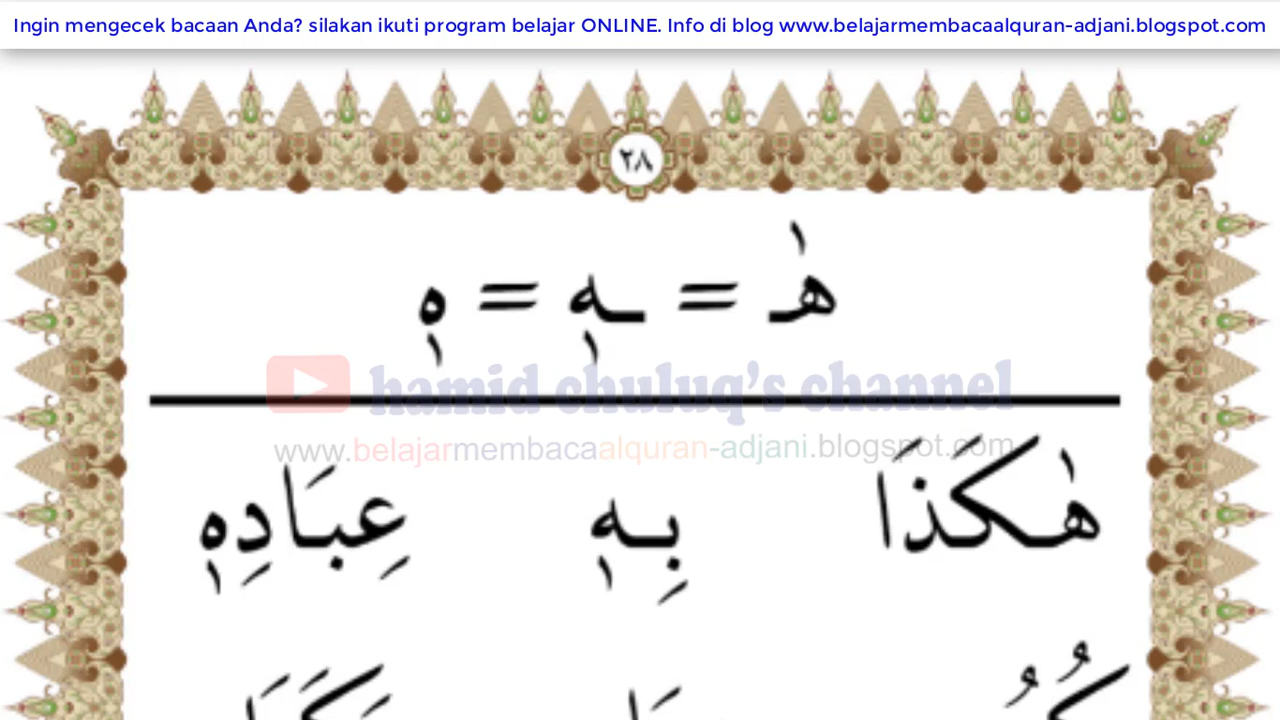 Ingin mengecek bacaan Anda? silakan ikuti program belajar ONLINE. Info di blog www.belajarmembacaalquran-adjani.blogspot.com
٢٨
هٰـ = ـهٖ = هٖ
hamid chuluq's channel
www.belajarmembacaalquran-adjani.blogspot.com
هٰكَذَا بِهٖ عِبَادِهٖ